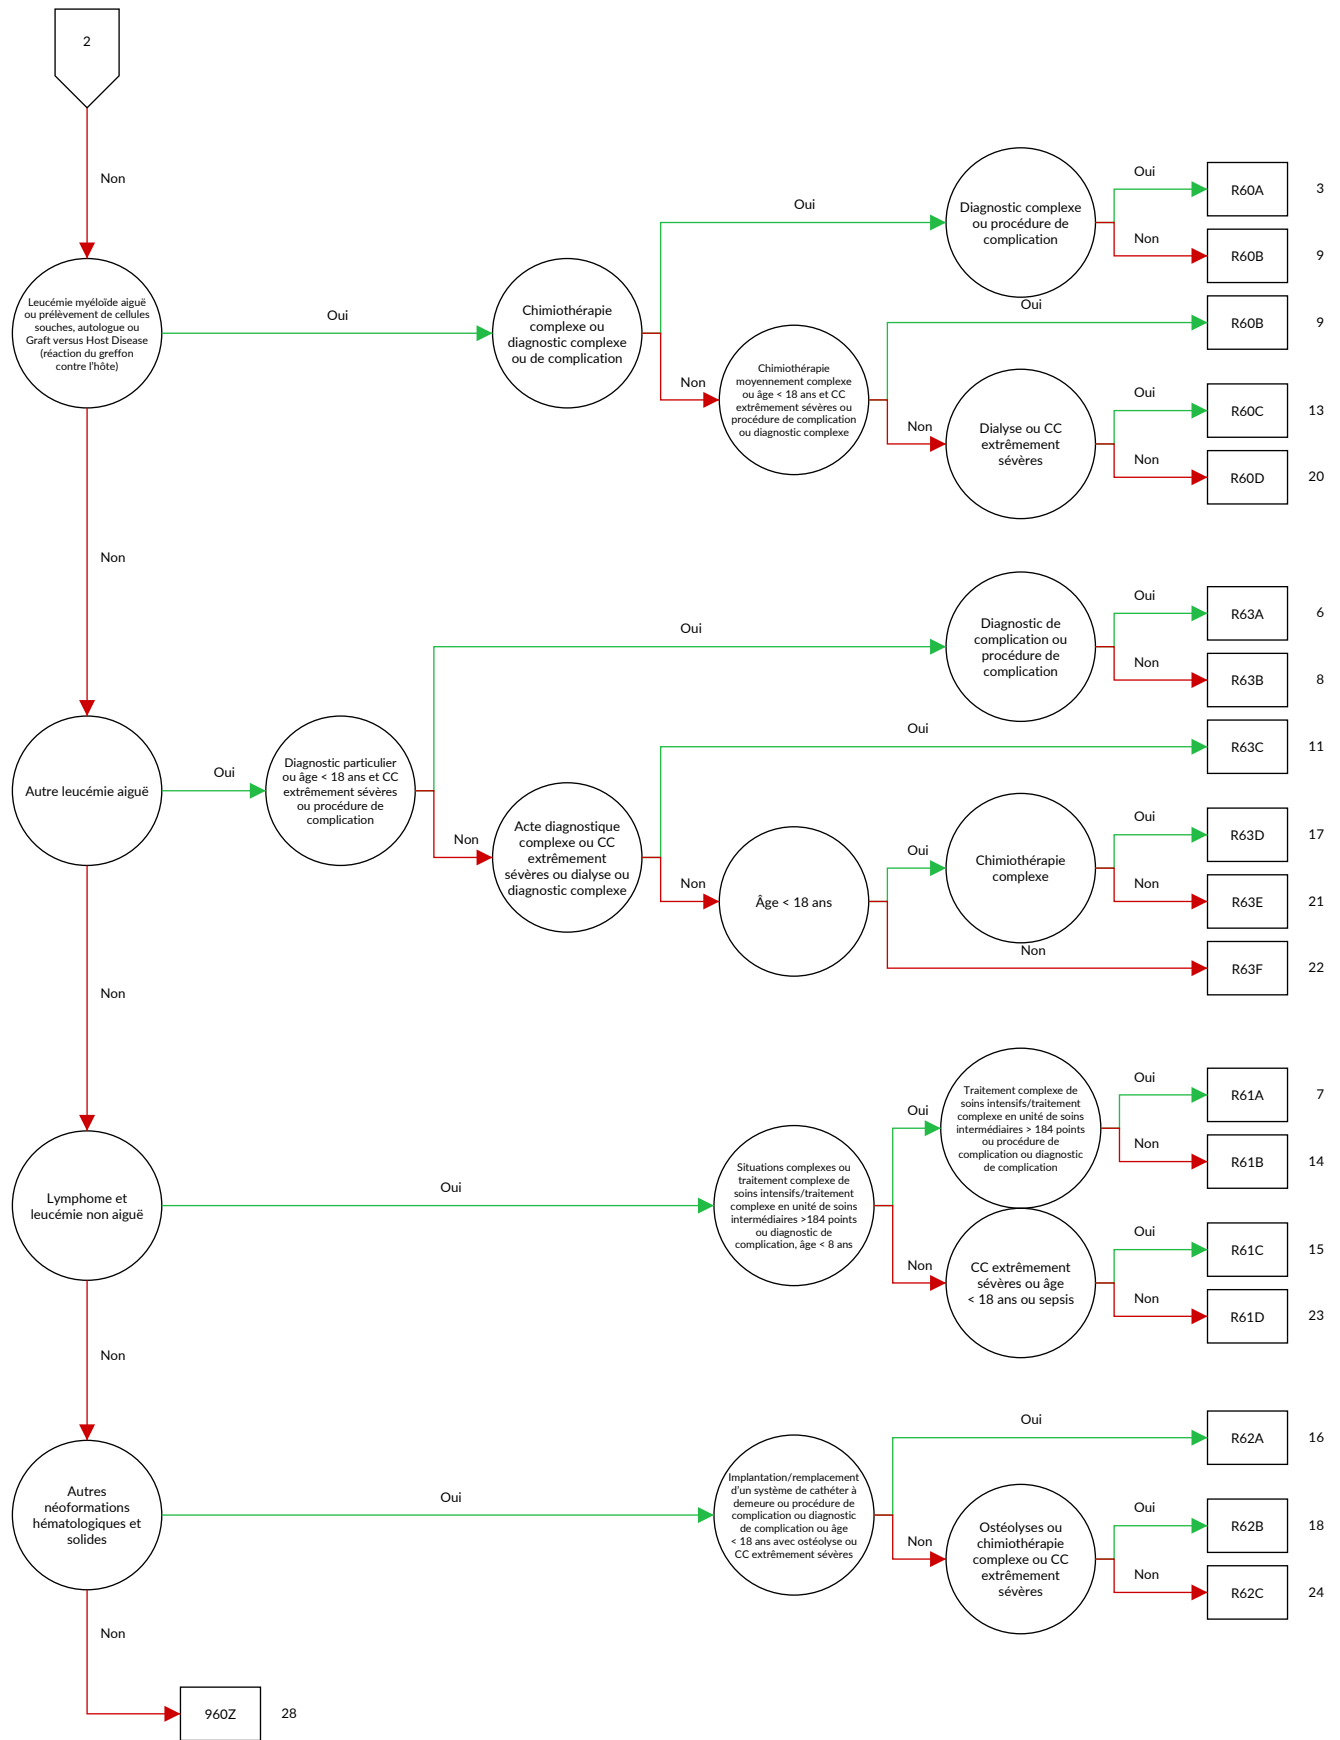 2
Non
Leucémie myéloïde aiguë
ou prélèvement de cellules
souches, autologue ou
Graft versus Host Disease
(réaction du greffon
contre l'hôte)
Oui
Chimiothérapie
complexe ou
diagnostic complexe
ou de complication
Oui
Diagnostic complexe
ou procédure de
complication
Oui
R60A
3
Non
R60B
9
Non
Chimiothérapie
moyennement complexe
ou âge < 18 ans et CC
extrêmement sévères ou
procédure de complication
ou diagnostic complexe
Oui
R60B
9
Non
Dialyse ou CC
extrêmement
sévères
Oui
R60C
13
Non
R60D
20
Non
Autre leucémie aiguë
Oui
Diagnostic particulier
ou âge < 18 ans et CC
extrêmement sévères
ou procédure de
complication
Oui
Diagnostic de
complication ou
procédure de
complication
Oui
R63A
6
Non
R63B
8
Non
Acte diagnostique
complexe ou CC
extrêmement
sévères ou dialyse ou
diagnostic complexe
Oui
R63C
11
Non
Âge < 18 ans
Oui
Chimiothérapie
complexe
Oui
R63D
17
Non
R63E
21
Non
R63F
22
Non
Lymphome et
leucémie non aiguë
Oui
Situations complexes ou
traitement complexe de
soins intensifs/traitement
complexe en unité de soins
intermédiaires >184 points
ou diagnostic de
complication, âge < 8 ans
Oui
Traitement complexe de
soins intensifs/traitement
complexe en unité de soins
intermédiaires > 184 points
ou procédure de
complication ou diagnostic
de complication
Oui
R61A
7
Non
R61B
14
Non
CC extrêmement
sévères ou âge
< 18 ans ou sepsis
Oui
R61C
15
Non
R61D
23
Non
Autres
néoformations
hématologiques et
solides
Oui
Implantation/remplacement
d'un système de cathéter à
demeure ou procédure de
complication ou diagnostic
de complication ou âge
< 18 ans avec ostéolyse ou
CC extrêmement sévères
Oui
R62A
16
Non
Ostéolyses ou
chimiothérapie
complexe ou CC
extrêmement
sévères
Oui
R62B
18
Non
R62C
24
Non
960Z
28